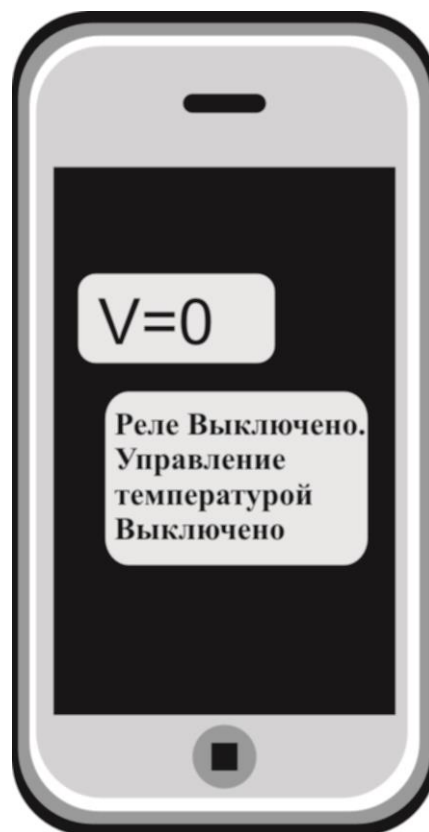 V=0
Реле Выключено.
Управление
температурой
Выключено